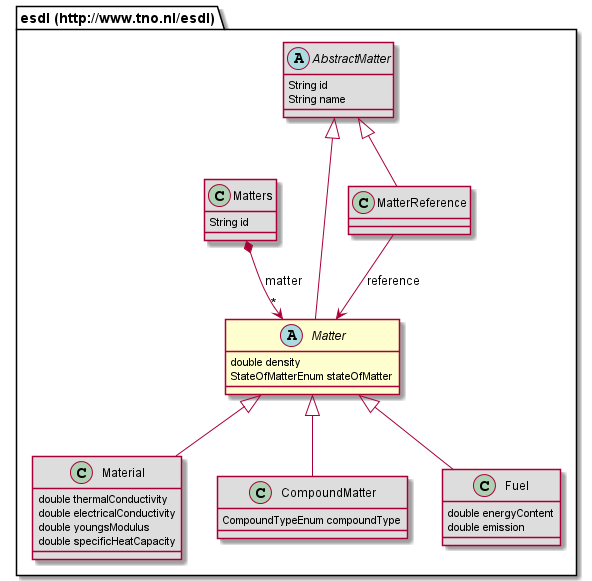 esdl (http://www.tno.nl/esdl)
A AbstractMatter
String id
String name
C Matters
String id
C MatterReference
matter
reference
*
A Matter
double density
StateOfMatterEnum stateOfMatter
C Material
double thermalConductivity
double electricalConductivity
double youngsModulus
double specificHeatCapacity
C CompoundMatter
CompoundTypeEnum compoundType
C Fuel
double energyContent
double emission